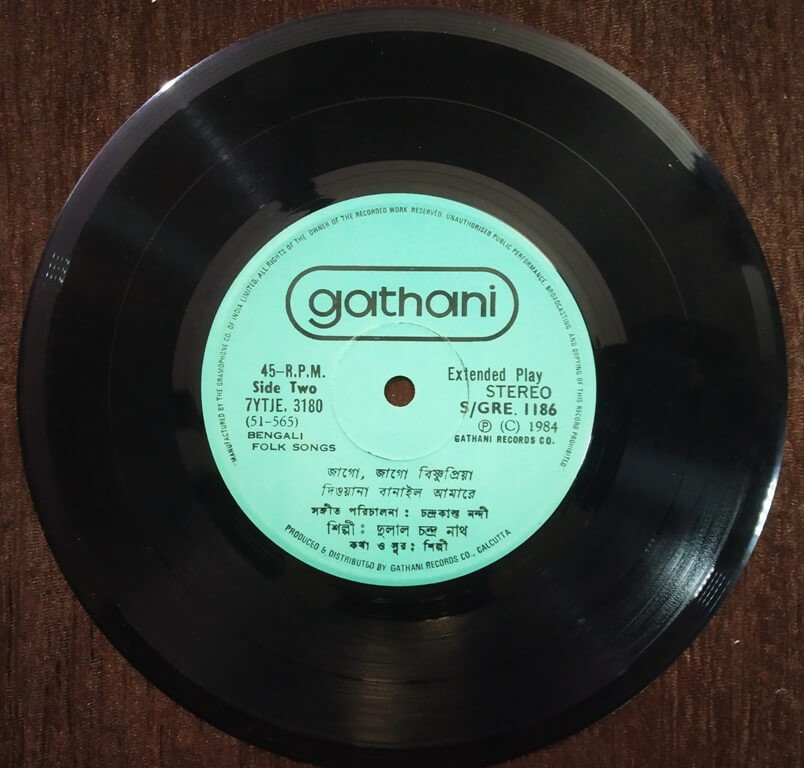 MANUFACTURED BY THE GRAMOPHONE CO. OF INDIA LIMITED. ALL RIGHTS OF THE OWNER OF THE RECORDED WORK RESERVED. UNAUTHORISED PUBLIC PERFORMANCE, BROADCASTING AND COPYING OF THIS RECORD PROHIBITED
gathani
45-R.P.M.
Side Two
7YTJE. 3180
(51-565)
BENGALI
FOLK SONGS
Extended Play
STEREO
S/GRE. 1186
Ⓟ (C) 1984
GATHANI RECORDS CO.
জাগো, জাগো বিষ্ণুপ্রিয়া
দিওয়ানা বানাইল আমারে
সঙ্গীত পরিচালনা : চন্দ্রকান্ত নন্দী
শিল্পী : দুলাল চন্দ্র নাথ
কথা ও সুর : শিল্পী
PRODUCED & DISTRIBUTED BY GATHANI RECORDS CO., CALCUTTA